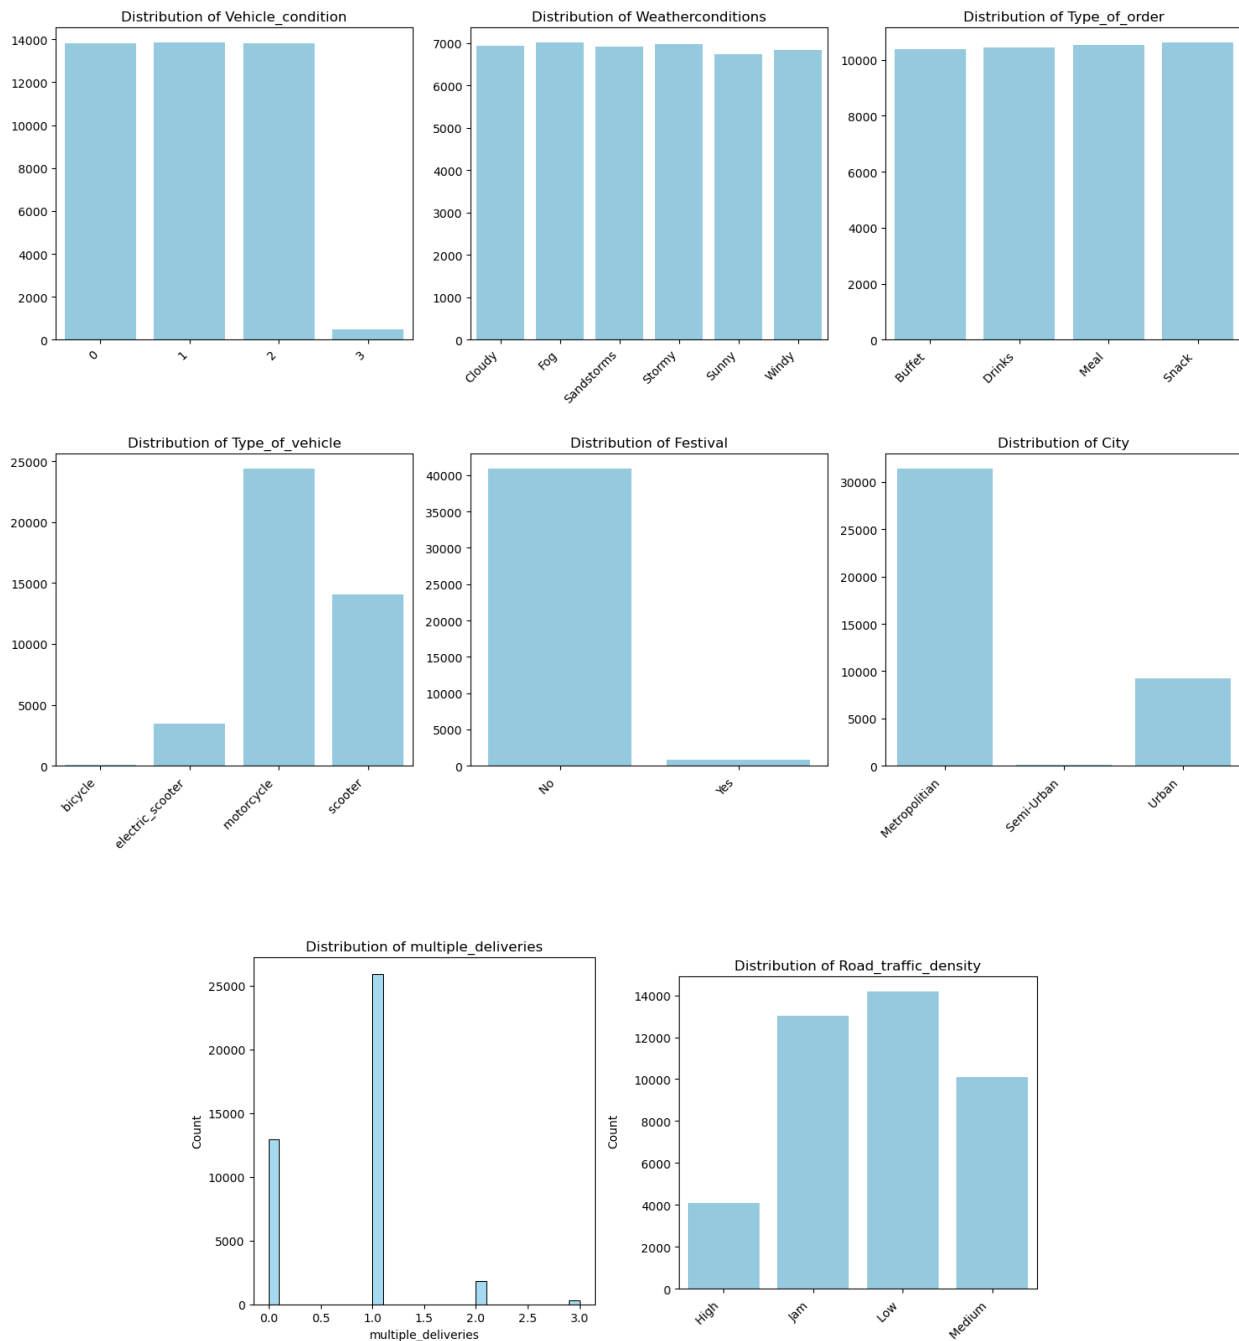 Distribution of Vehicle_condition
14000
12000
10000
8000
6000
4000
2000
0
0
1
2
3
Distribution of Weatherconditions
7000
6000
5000
4000
3000
2000
1000
0
Cloudy
Fog
Sandstorms
Stormy
Sunny
Windy
Distribution of Type_of_order
10000
8000
6000
4000
2000
0
Buffet
Drinks
Meal
Snack
Distribution of Type_of_vehicle
25000
20000
15000
10000
5000
0
bicycle
electric_scooter
motorcycle
scooter
Distribution of Festival
40000
35000
30000
25000
20000
15000
10000
5000
0
No
Yes
Distribution of City
30000
25000
20000
15000
10000
5000
0
Metropolitian
Semi-Urban
Urban
Distribution of multiple_deliveries
Count
25000
20000
15000
10000
5000
0
0.0
0.5
1.0
1.5
2.0
2.5
3.0
multiple_deliveries
Distribution of Road_traffic_density
Count
14000
12000
10000
8000
6000
4000
2000
0
High
Jam
Low
Medium